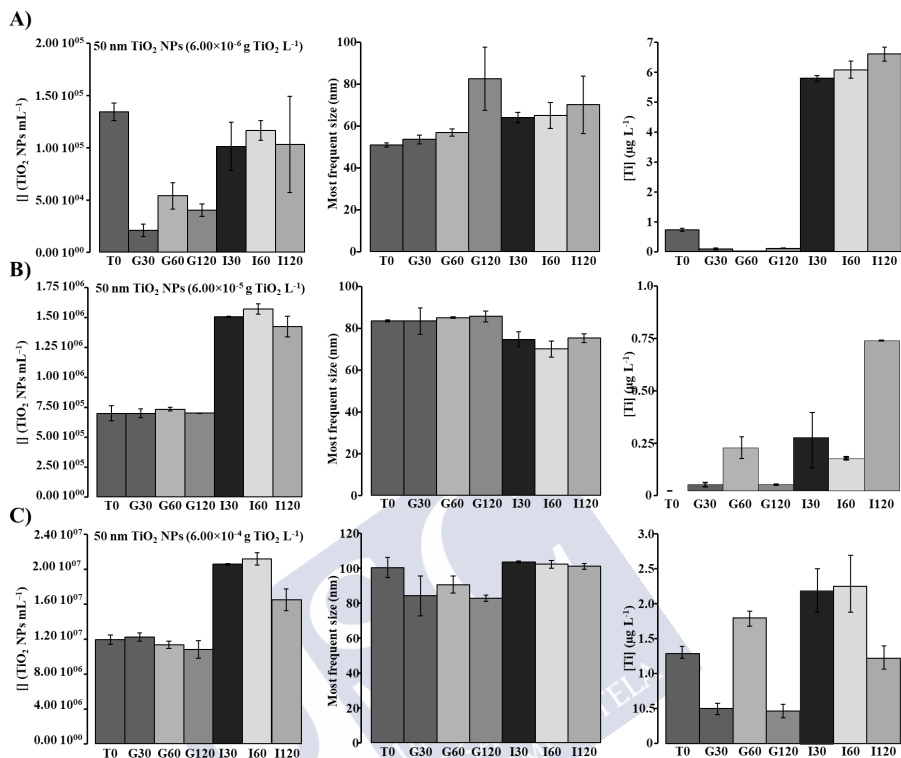 A)
2.00 10⁰⁵
1.50 10⁰⁵
1.00 10⁰⁵
5.00 10⁰⁴
0.00 10⁰⁰
[] (TiO₂ NPs mL⁻¹)
50 nm TiO₂ NPs (6.00×10⁻⁶ g TiO₂ L⁻¹)
T0 G30 G60 G120 I30 I60 I120
100
80
60
40
20
0
Most frequent size (nm)
T0 G30 G60 G120 I30 I60 I120
7
6
5
4
3
2
1
0
[Ti] (µg L⁻¹)
T0 G30 G60 G120 I30 I60 I120
B)
1.75 10⁰⁶
1.50 10⁰⁶
1.00 10⁰⁶
7.50 10⁰⁵
5.00 10⁰⁵
2.50 10⁰⁵
0.00 10⁰⁰
[] (TiO₂ NPs mL⁻¹)
50 nm TiO₂ NPs (6.00×10⁻⁵ g TiO₂ L⁻¹)
T0 G30 G60 G120 I30 I60 I120
100
80
60
40
20
0
Most frequent size (nm)
T0 G30 G60 G120 I30 I60 I120
1.0
0.75
0.25
0.0
[Ti] (µg L⁻¹)
T0 G30 G60 G120 I30 I60 I120
C)
2.40 10⁰⁷
2.00 10⁰⁷
1.60 10⁰⁷
1.20 10⁰⁷
8.00 10⁰⁶
4.00 10⁰⁶
0.00 10⁰⁰
[] (TiO₂ NPs mL⁻¹)
50 nm TiO₂ NPs (6.00×10⁻⁴ g TiO₂ L⁻¹)
T0 G30 G60 G120 I30 I60 I120
120
100
80
60
40
20
0
Most frequent size (nm)
T0 G30 G60 G120 I30 I60 I120
3.0
2.5
2.0
1.5
10.5
0.0
[Ti] (µg L⁻¹)
T0 G30 G60 G120 I30 I60 I120